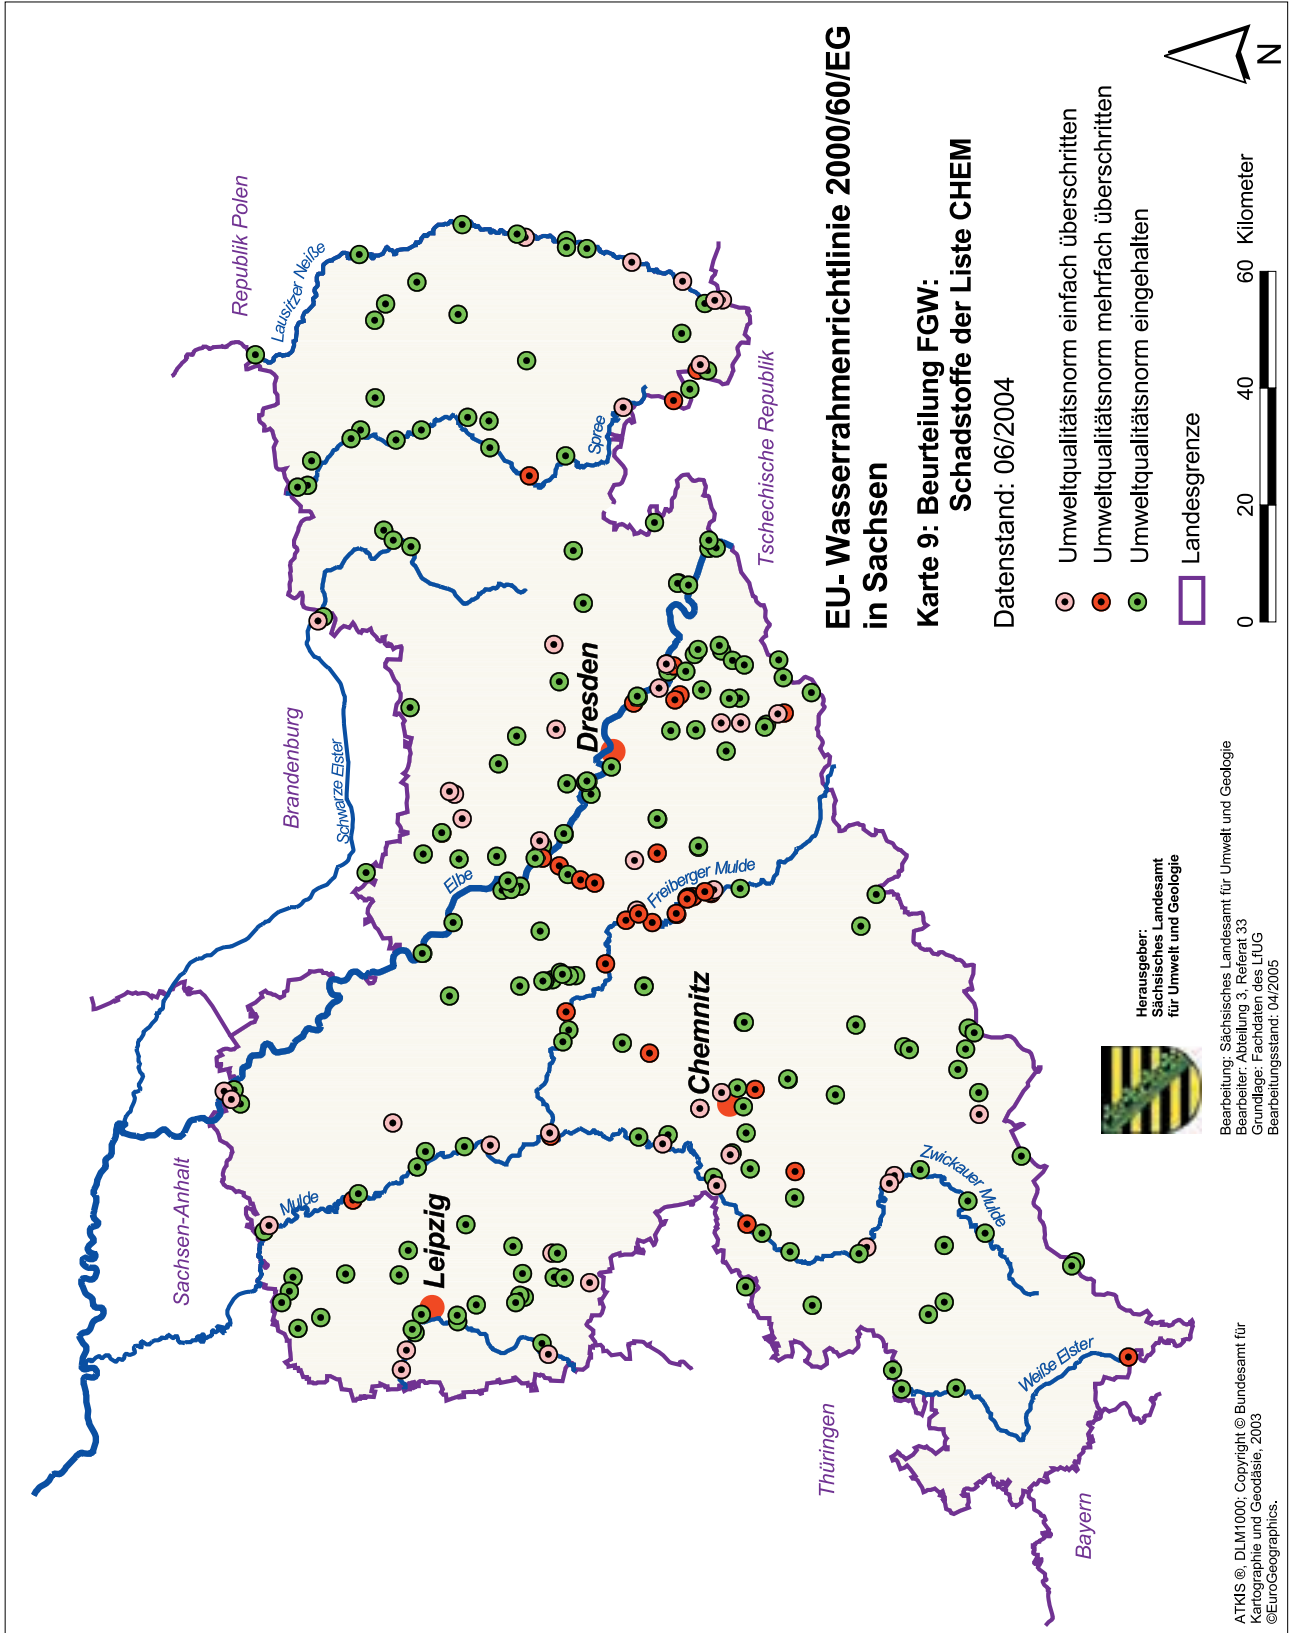 EU- Wasserrahmenrichtlinie 2000/60/EG
in Sachsen
Karte 9: Beurteilung FGW:
Schadstoffe der Liste CHEM
Datenstand: 06/2004
Umweltqualitätsnorm einfach überschritten
Umweltqualitätsnorm mehrfach überschritten
Umweltqualitätsnorm eingehalten
Landesgrenze
0 20 40 60 Kilometer
N
Republik Polen
Lausitzer Neiße
Tschechische Republik
Spree
Brandenburg
Schwarze Elster
Dresden
Elbe
Freiberger Mulde
Chemnitz
Sachsen-Anhalt
Mulde
Leipzig
Zwickauer Mulde
Thüringen
Weiße Elster
Bayern
Herausgeber:
Sächsisches Landesamt
für Umwelt und Geologie
Bearbeitung: Sächsisches Landesamt für Umwelt und Geologie
Bearbeiter: Abteilung 3, Referat 33
Grundlage: Fachdaten des LfUG
Bearbeitungsstand: 04/2005
ATKIS ®, DLM1000; Copyright © Bundesamt für
Kartographie und Geodäsie, 2003
©EuroGeographics.